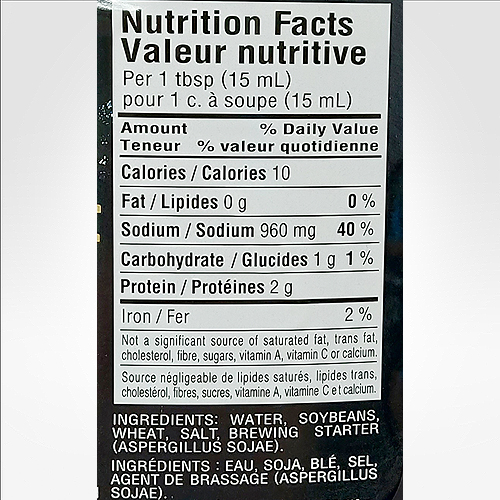 Nutrition Facts
Valeur nutritive
Per 1 tbsp (15 mL)
pour 1 c. à soupe (15 mL)
Amount % Daily Value
Teneur % valeur quotidienne
Calories / Calories 10
Fat / Lipides 0 g 0 %
Sodium / Sodium 960 mg 40 %
Carbohydrate / Glucides 1 g 1 %
Protein / Protéines 2 g
Iron / Fer 2 %
Not a significant source of saturated fat, trans fat,
cholesterol, fibre, sugars, vitamin A, vitamin C or calcium.
Source négligeable de lipides saturés, lipides trans,
cholestérol, fibres, sucres, vitamine A, vitamine C et calcium.
INGREDIENTS: WATER, SOYBEANS,
WHEAT, SALT, BREWING STARTER
(ASPERGILLUS SOJAE).
INGRÉDIENTS : EAU, SOJA, BLÉ, SEL,
AGENT DE BRASSAGE (ASPERGILLUS
SOJAE).